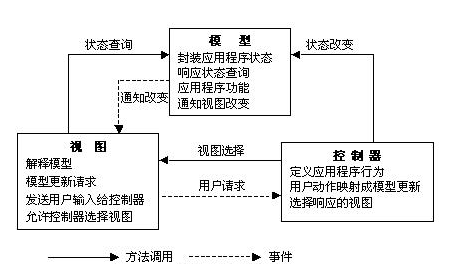 状态查询
模 型
状态改变
封装应用程序状态
响应状态查询
应用程序功能
通知视图改变
通知改变
视 图
解释模型
模型更新请求
发送用户输入给控制器
允许控制器选择视图
视图选择
用户请求
控 制 器
定义应用程序行为
用户动作映射成模型更新
选择响应的视图
方法调用
事件